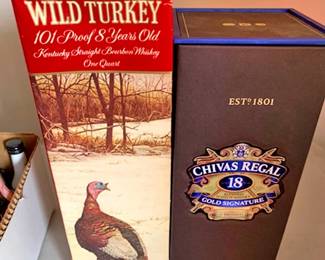 WILD TURKEY
101 Proof 8 Years Old
Kentucky Straight Bourbon Whiskey
One Quart
ESTD 1801
CHIVAS REGAL
18
GOLD SIGNATURE